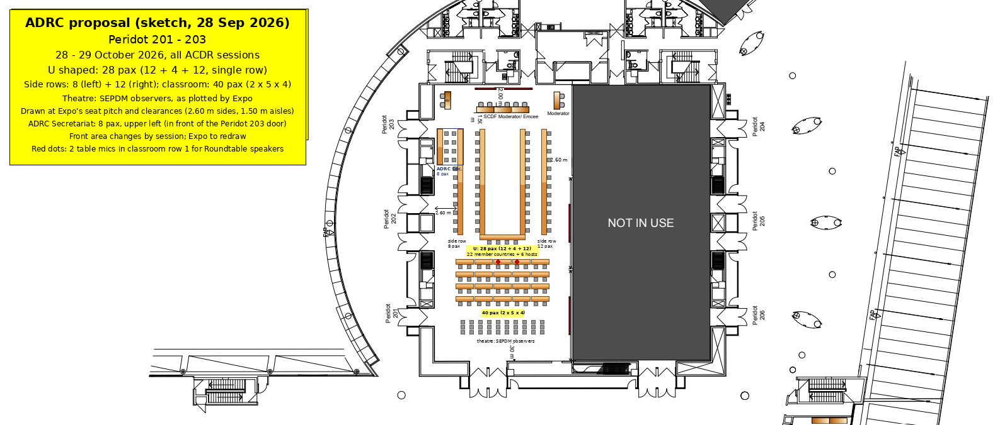 ADRC proposal (sketch, 28 Sep 2026)
Peridot 201 - 203
28 - 29 October 2026, all ACDR sessions
U shaped: 28 pax (12 + 4 + 12, single row)
Side rows: 8 (left) + 12 (right); classroom: 40 pax (2 x 5 x 4)
Theatre: SEPDM observers, as plotted by Expo
Drawn at Expo's seat pitch and clearances (2.60 m sides, 1.50 m aisles)
ADRC Secretariat: 8 pax, upper left (in front of the Peridot 203 door)
Front area changes by session; Expo to redraw
Red dots: 2 table mics in classroom row 1 for Roundtable speakers
2.00 m
AV
SCDF Moderator/ Emcee
Moderator
Peridot
203
Peridot
204
FAP
2.60 m
ADRC Sec.
8 pax
2.60 m
Peridot
202
NOT IN USE
Peridot
205
FAP
side row
8 pax
side row
12 pax
U: 28 pax (12 + 4 + 12)
22 member countries + 6 hosts
40 pax (2 x 5 x 4)
Peridot
201
Peridot
206
FAP
theatre: SEPDM observers